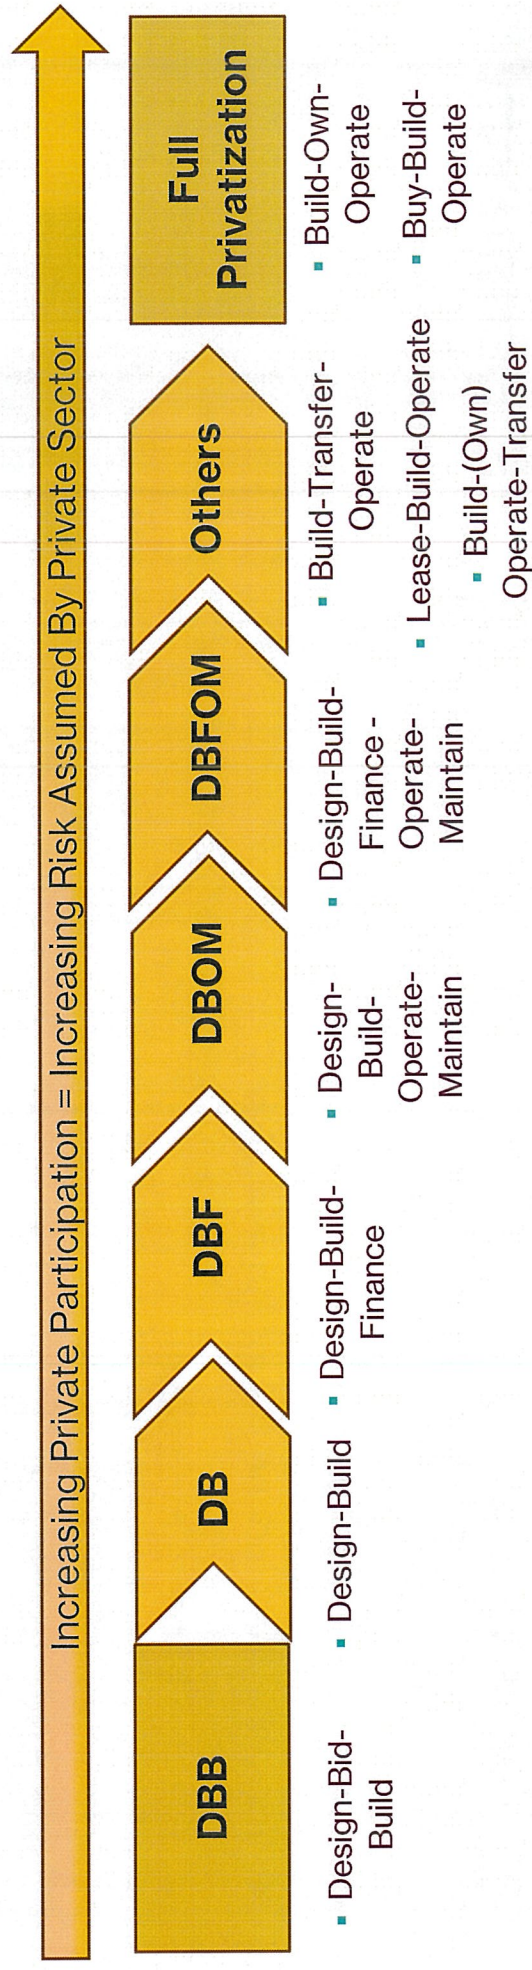 Increasing Private Participation = Increasing Risk Assumed By Private Sector
DBB
DB
DBF
DBOM
DBFOM
Others
Full
Privatization
▪ Design-Bid-
Build
▪ Design-Build
▪ Design-Build-
Finance
▪ Design-
Build-
Operate-
Maintain
▪ Design-Build-
Finance -
Operate-
Maintain
▪ Build-Transfer-
Operate
▪ Lease-Build-Operate
▪ Build-(Own)
Operate-Transfer
▪ Build-Own-
Operate
▪ Buy-Build-
Operate